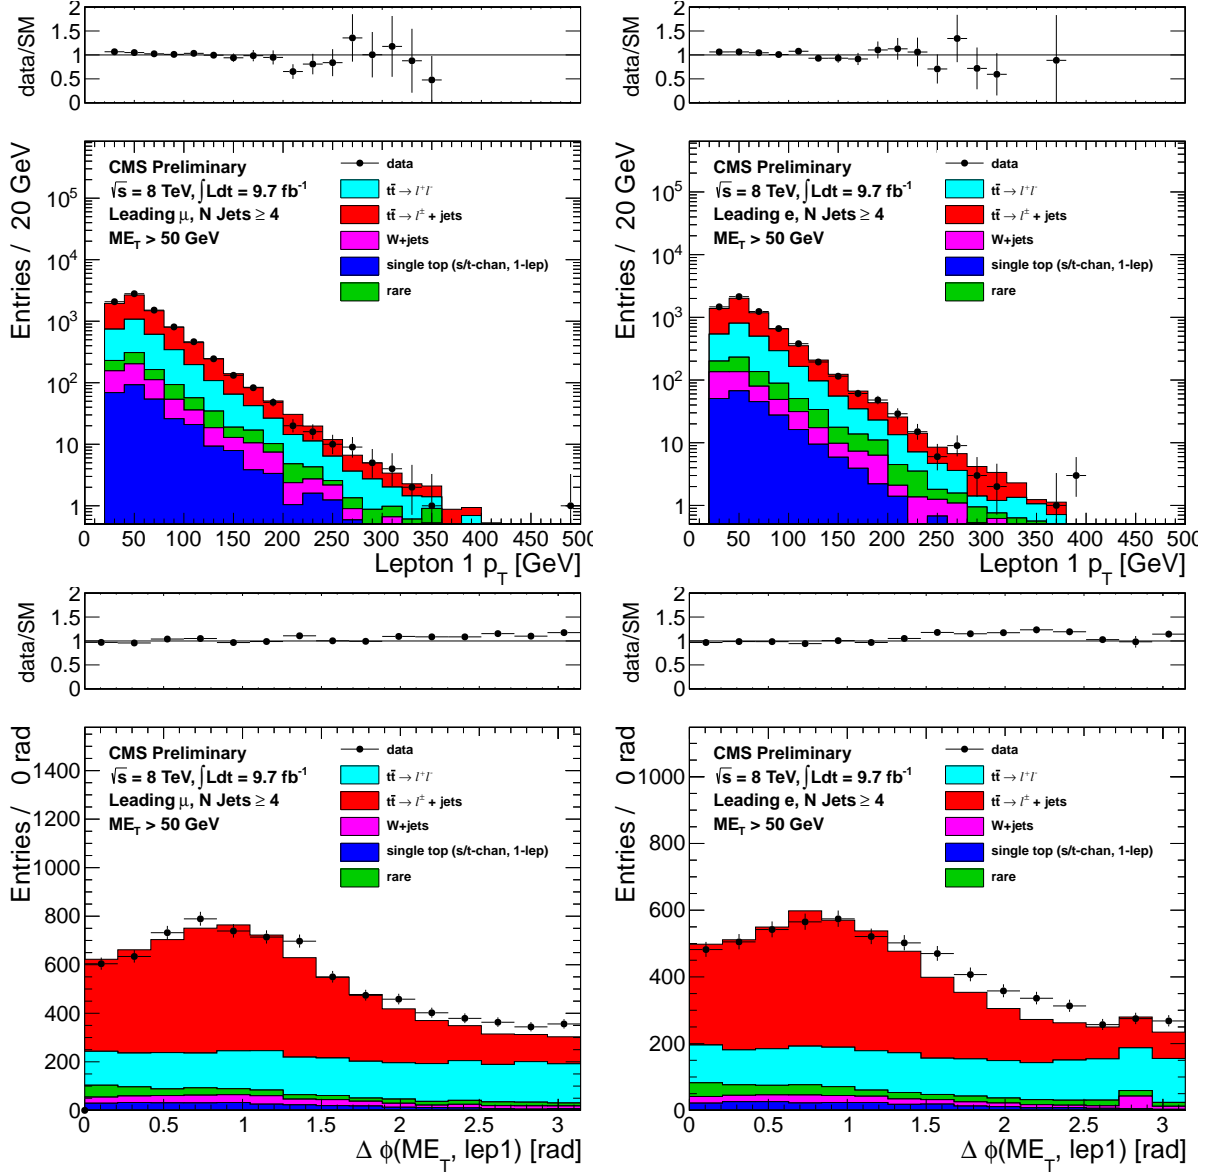 data/SM
2
1.5
1
0.5
0
0 50 100 150 200 250 300 350 400 450 500
Entries / 20 GeV
10⁵
10⁴
10³
10²
10
1
CMS Preliminary
√s = 8 TeV, ∫Ldt = 9.7 fb⁻¹
Leading μ, N Jets ≥ 4
ME_T > 50 GeV
data
tt̄ → l⁺l⁻
tt̄ → l± + jets
W+jets
single top (s/t-chan, 1-lep)
rare
0 50 100 150 200 250 300 350 400 450 500
Lepton 1 p_T [GeV]
data/SM
2
1.5
1
0.5
0
Entries / 20 GeV
10⁵
10⁴
10³
10²
10
1
CMS Preliminary
√s = 8 TeV, ∫Ldt = 9.7 fb⁻¹
Leading e, N Jets ≥ 4
ME_T > 50 GeV
data
tt̄ → l⁺l⁻
tt̄ → l± + jets
W+jets
single top (s/t-chan, 1-lep)
rare
0 50 100 150 200 250 300 350 400 450 500
Lepton 1 p_T [GeV]
data/SM
2
1.5
1
0.5
0
Entries / 0 rad
1400
1200
1000
800
600
400
200
0
CMS Preliminary
√s = 8 TeV, ∫Ldt = 9.7 fb⁻¹
Leading μ, N Jets ≥ 4
ME_T > 50 GeV
data
tt̄ → l⁺l⁻
tt̄ → l± + jets
W+jets
single top (s/t-chan, 1-lep)
rare
0 0.5 1 1.5 2 2.5 3
Δ ϕ(ME_T, lep1) [rad]
data/SM
2
1.5
1
0.5
0
Entries / 0 rad
1000
800
600
400
200
0
CMS Preliminary
√s = 8 TeV, ∫Ldt = 9.7 fb⁻¹
Leading e, N Jets ≥ 4
ME_T > 50 GeV
data
tt̄ → l⁺l⁻
tt̄ → l± + jets
W+jets
single top (s/t-chan, 1-lep)
rare
0 0.5 1 1.5 2 2.5 3
Δ ϕ(ME_T, lep1) [rad]